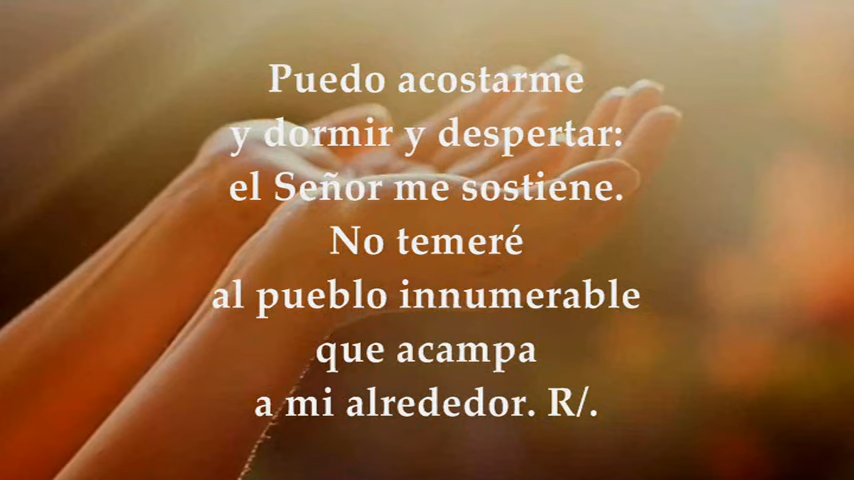 Puedo acostarme
y dormir y despertar:
el Señor me sostiene.
No temeré
al pueblo innumerable
que acampa
a mi alrededor. R/.